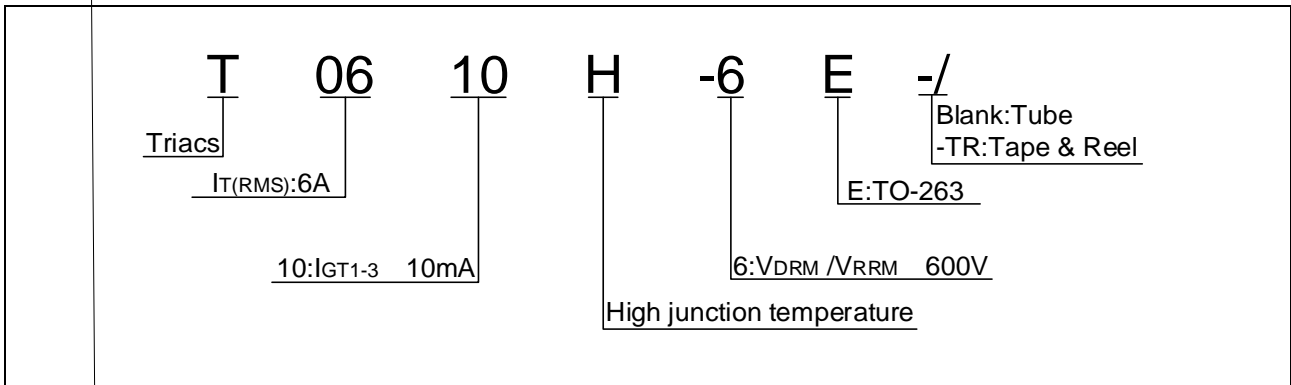 T 06 10 H -6 E -/
Blank:Tube
Triacs
-TR:Tape & Reel
IT(RMS):6A
E:TO-263
10:IGT1-3 10mA
6:VDRM /VRRM 600V
High junction temperature